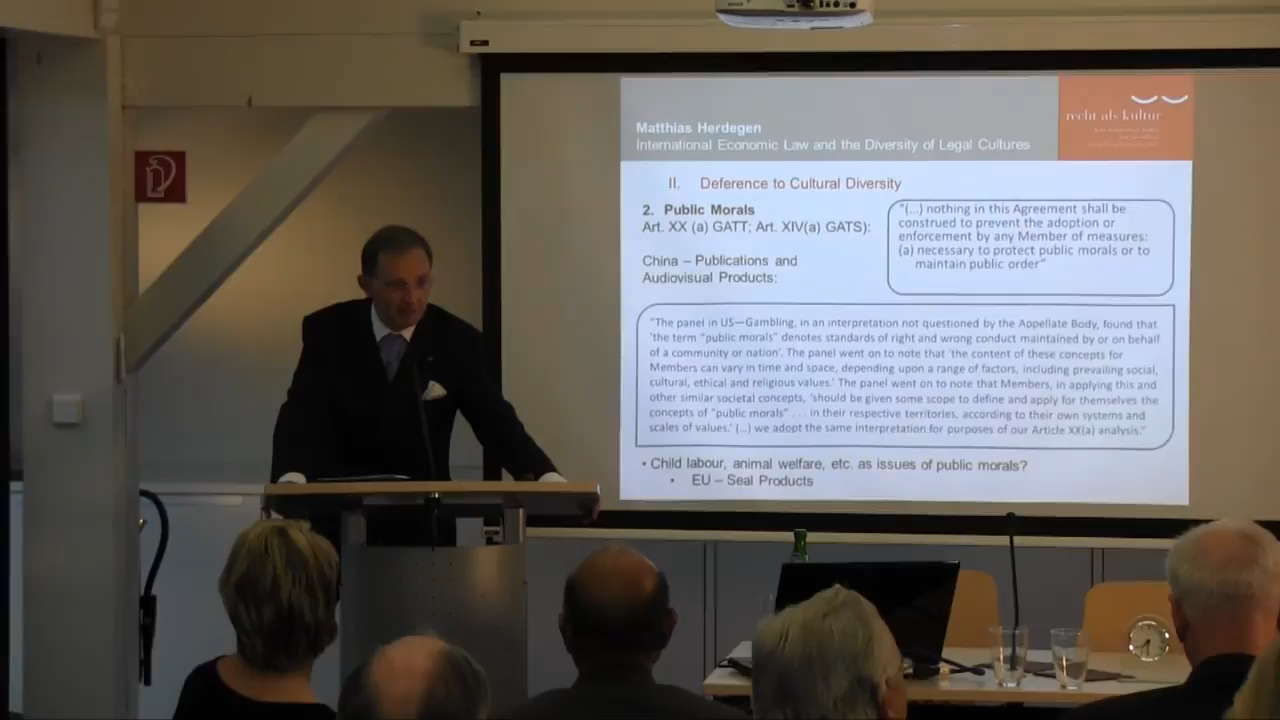 Matthias Herdegen
International Economic Law and the Diversity of Legal Cultures
recht als kultur
II. Deference to Cultural Diversity
2. Public Morals
Art. XX (a) GATT; Art. XIV(a) GATS):
China – Publications and
Audiovisual Products:
"(...) nothing in this Agreement shall be
construed to prevent the adoption or
enforcement by any Member of measures:
(a) necessary to protect public morals or to
maintain public order"
"The panel in US—Gambling, in an interpretation not questioned by the Appellate Body, found that
'the term "public morals" denotes standards of right and wrong conduct maintained by or on behalf
of a community or nation'. The panel went on to note that 'the content of these concepts for
Members can vary in time and space, depending upon a range of factors, including prevailing social,
cultural, ethical and religious values.' The panel went on to note that Members, in applying this and
other similar societal concepts, 'should be given some scope to define and apply for themselves the
concepts of "public morals" . . . in their respective territories, according to their own systems and
scales of values.' (...) we adopt the same interpretation for purposes of our Article XX(a) analysis."
• Child labour, animal welfare, etc. as issues of public morals?
• EU – Seal Products